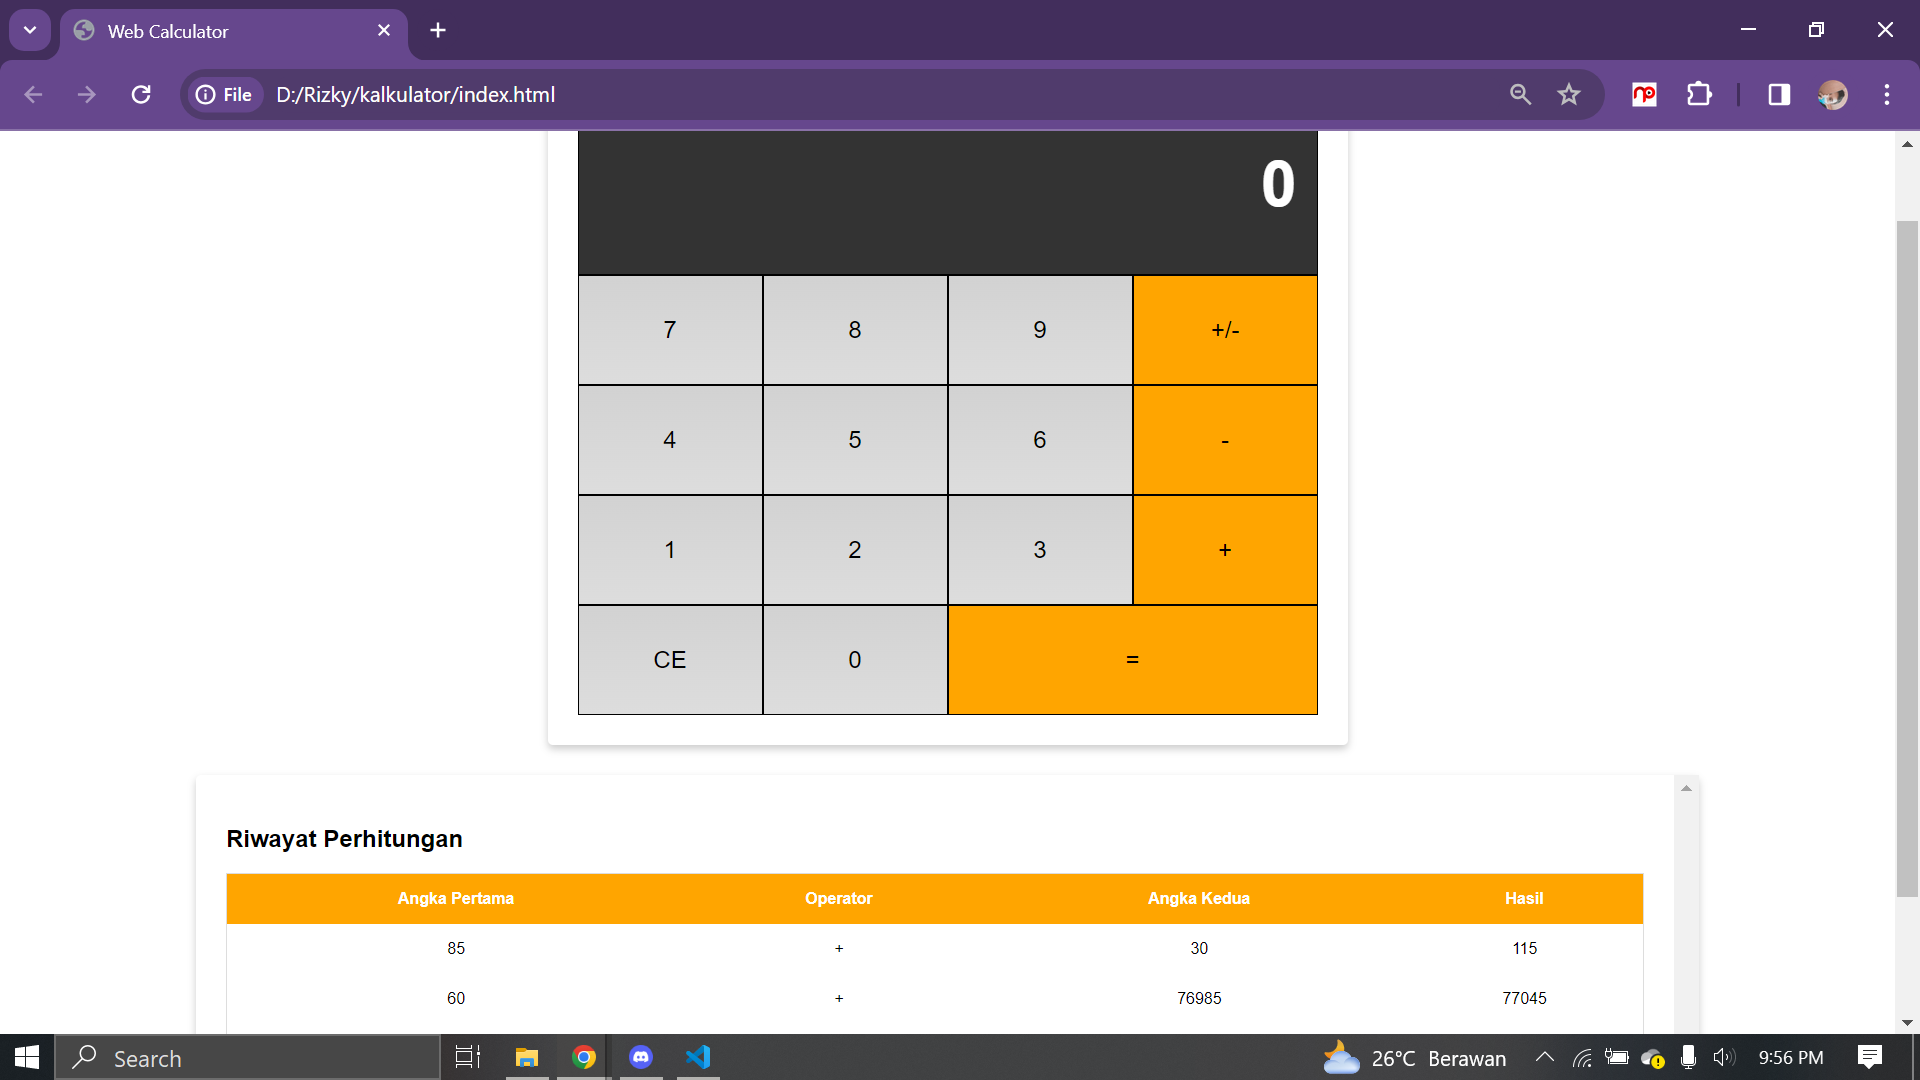 Web Calculator
File D:/Rizky/kalkulator/index.html
0
7 8 9 +/-
4 5 6 -
1 2 3 +
CE 0 =
Riwayat Perhitungan
Angka Pertama Operator Angka Kedua Hasil
85 + 30 115
60 + 76985 77045
Search 26°C Berawan 9:56 PM